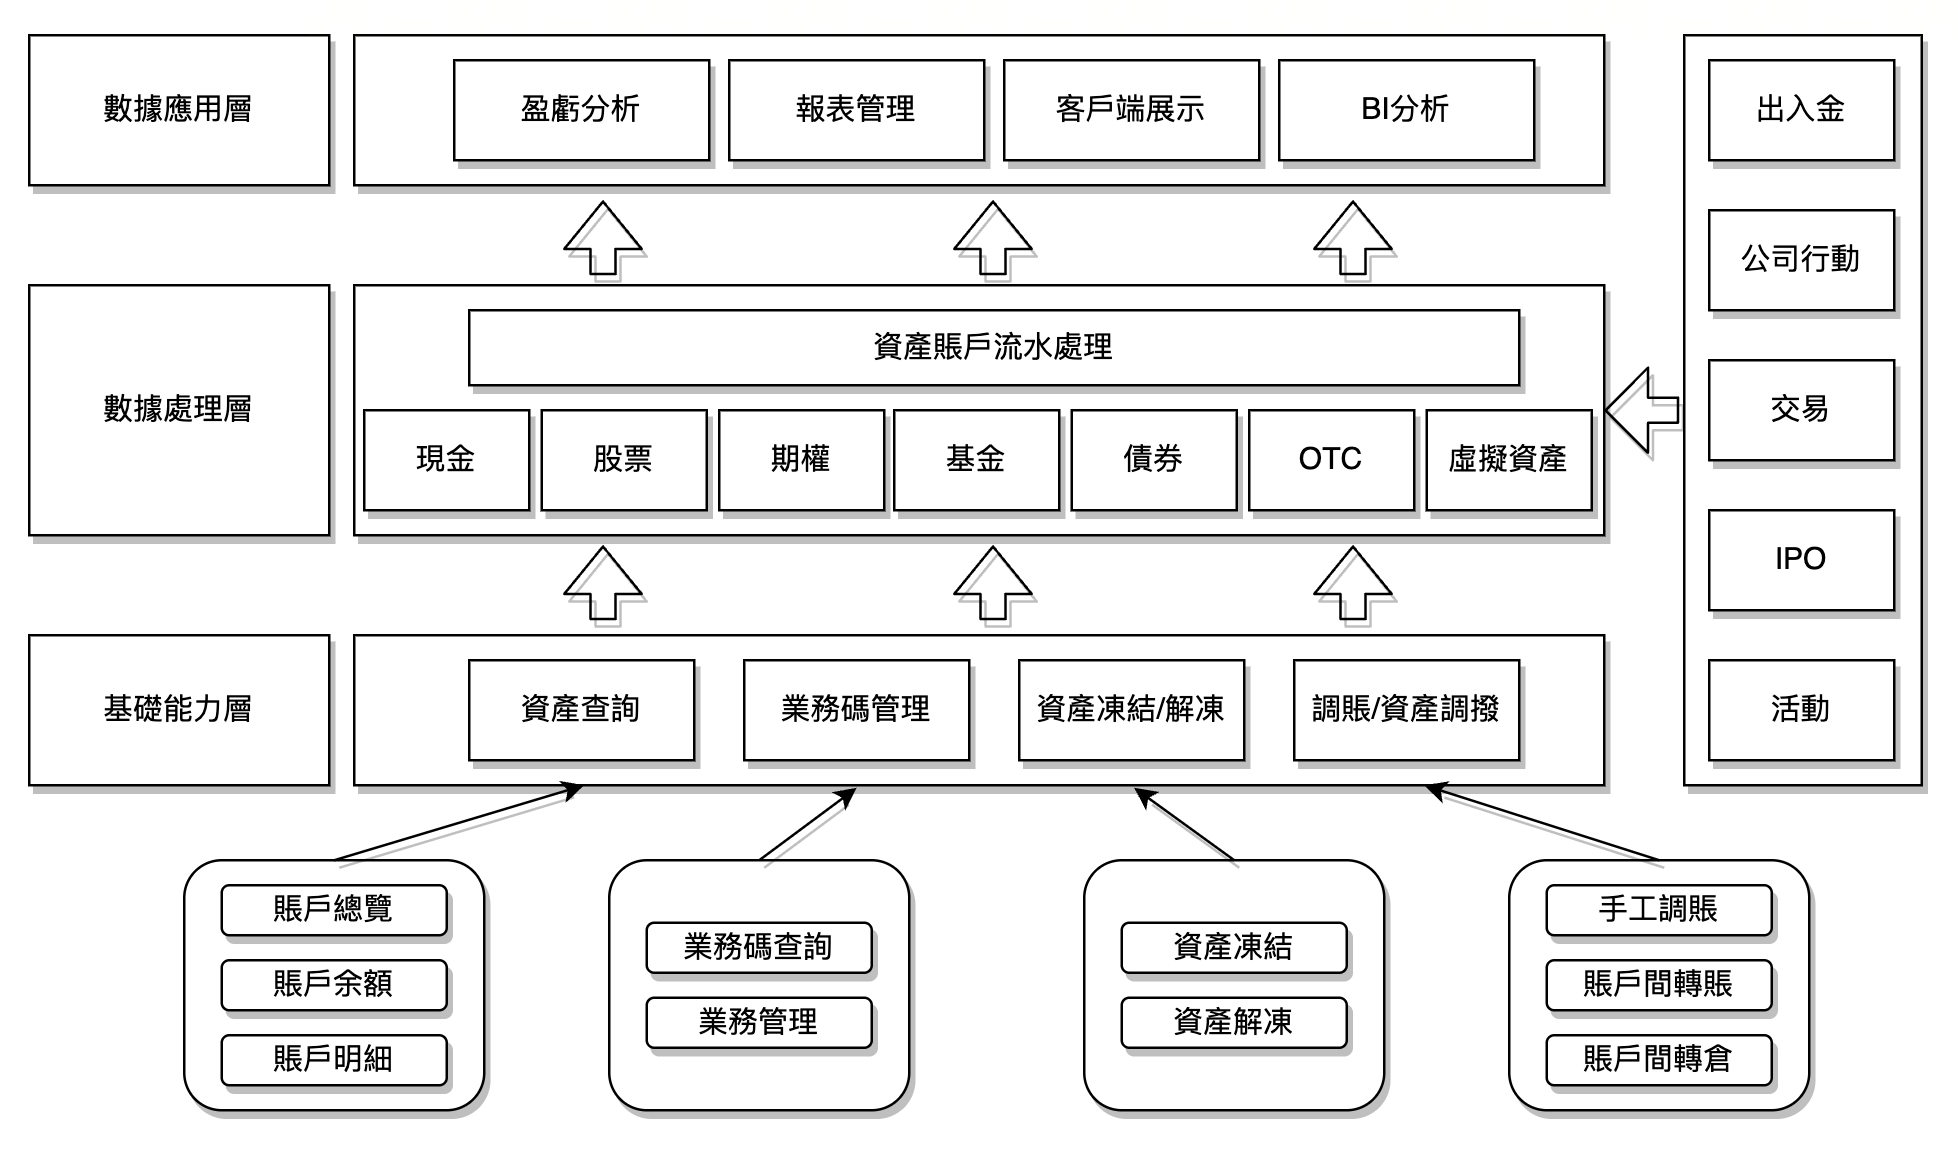 數據應用層
盈虧分析
報表管理
客戶端展示
BI分析
數據處理層
資產賬戶流水處理
現金
股票
期權
基金
債券
OTC
虛擬資產
基礎能力層
資產查詢
業務碼管理
資產凍結/解凍
調賬/資產調撥
出入金
公司行動
交易
IPO
活動
賬戶總覽
賬戶余額
賬戶明細
業務碼查詢
業務管理
資產凍結
資產解凍
手工調賬
賬戶間轉賬
賬戶間轉倉